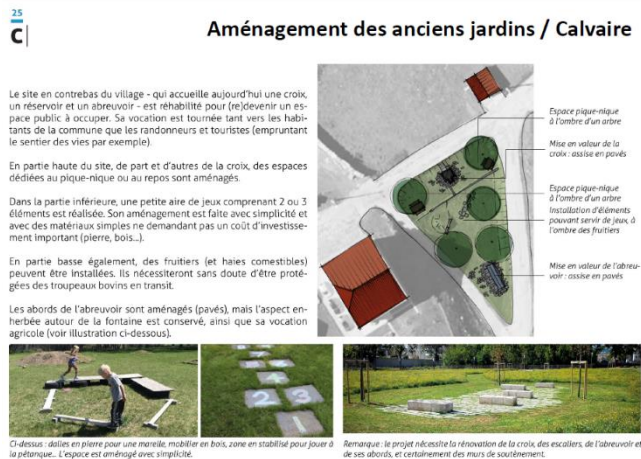 25
C|
Aménagement des anciens jardins / Calvaire
Le site en contrebas du village - qui accueille aujourd'hui une croix,
un réservoir et un abreuvoir - est réhabilité pour (re)devenir un es-
pace public à occuper. Sa vocation est tournée tant vers les habi-
tants de la commune que les randonneurs et touristes (empruntant
le sentier des vies par exemple).
En partie haute du site, de part et d'autres de la croix, des espaces
dédiées au pique-nique ou au repos sont aménagés.
Dans la partie inférieure, une petite aire de jeux comprenant 2 ou 3
éléments est réalisée. Son aménagement est faite avec simplicité et
avec des matériaux simples ne demandant pas un coût d'investisse-
ment important (pierre, bois...).
En partie basse également, des fruitiers (et haies comestibles)
peuvent être installées. Ils nécessiteront sans doute d'être proté-
gées des troupeaux bovins en transit.
Les abords de l'abreuvoir sont aménagés (pavés), mais l'aspect en-
herbée autour de la fontaine est conservé, ainsi que sa vocation
agricole (voir illustration ci-dessous).
Espace pique-nique
à l'ombre d'un arbre
Mise en valeur de la
croix : assise en pavés
Espace pique-nique
à l'ombre d'un arbre
Installation d'éléments
pouvant servir de jeux, à
l'ombre des fruitiers
Mise en valeur de l'abreu-
voir : assise en pavés
4
2 3
1
Ci-dessus : dalles en pierre pour une marelle, mobilier en bois, zone en stabilisé pour jouer à
la pétanque... L'espace est aménagé avec simplicité.
Remarque : le projet nécessite la rénovation de la croix, des escaliers, de l'abreuvoir et
de ses abords, et certainement des murs de soutènement.